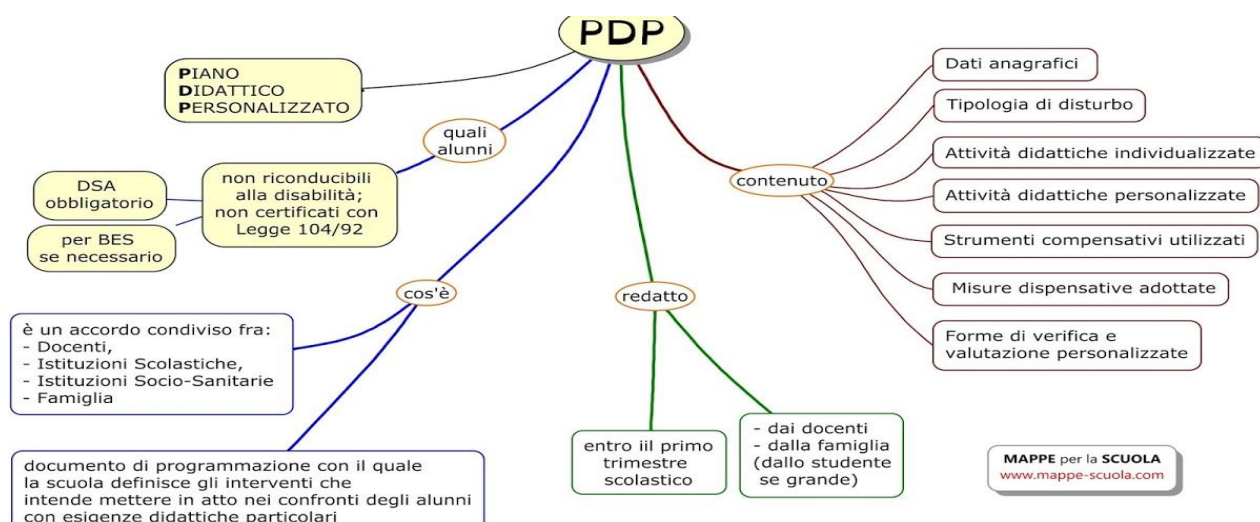 PDP
PIANO
DIDATTICO
PERSONALIZZATO
quali
alunni
non riconducibili
alla disabilità;
non certificati con
Legge 104/92
DSA
obbligatorio
per BES
se necessario
cos'è
è un accordo condiviso fra:
- Docenti,
- Istituzioni Scolastiche,
- Istituzioni Socio-Sanitarie
- Famiglia
documento di programmazione con il quale
la scuola definisce gli interventi che
intende mettere in atto nei confronti degli alunni
con esigenze didattiche particolari
redatto
entro iil primo
trimestre
scolastico
- dai docenti
- dalla famiglia
(dallo studente
se grande)
contenuto
Dati anagrafici
Tipologia di disturbo
Attività didattiche individualizzate
Attività didattiche personalizzate
Strumenti compensativi utilizzati
Misure dispensative adottate
Forme di verifica e
valutazione personalizzate
MAPPE per la SCUOLA
www.mappe-scuola.com